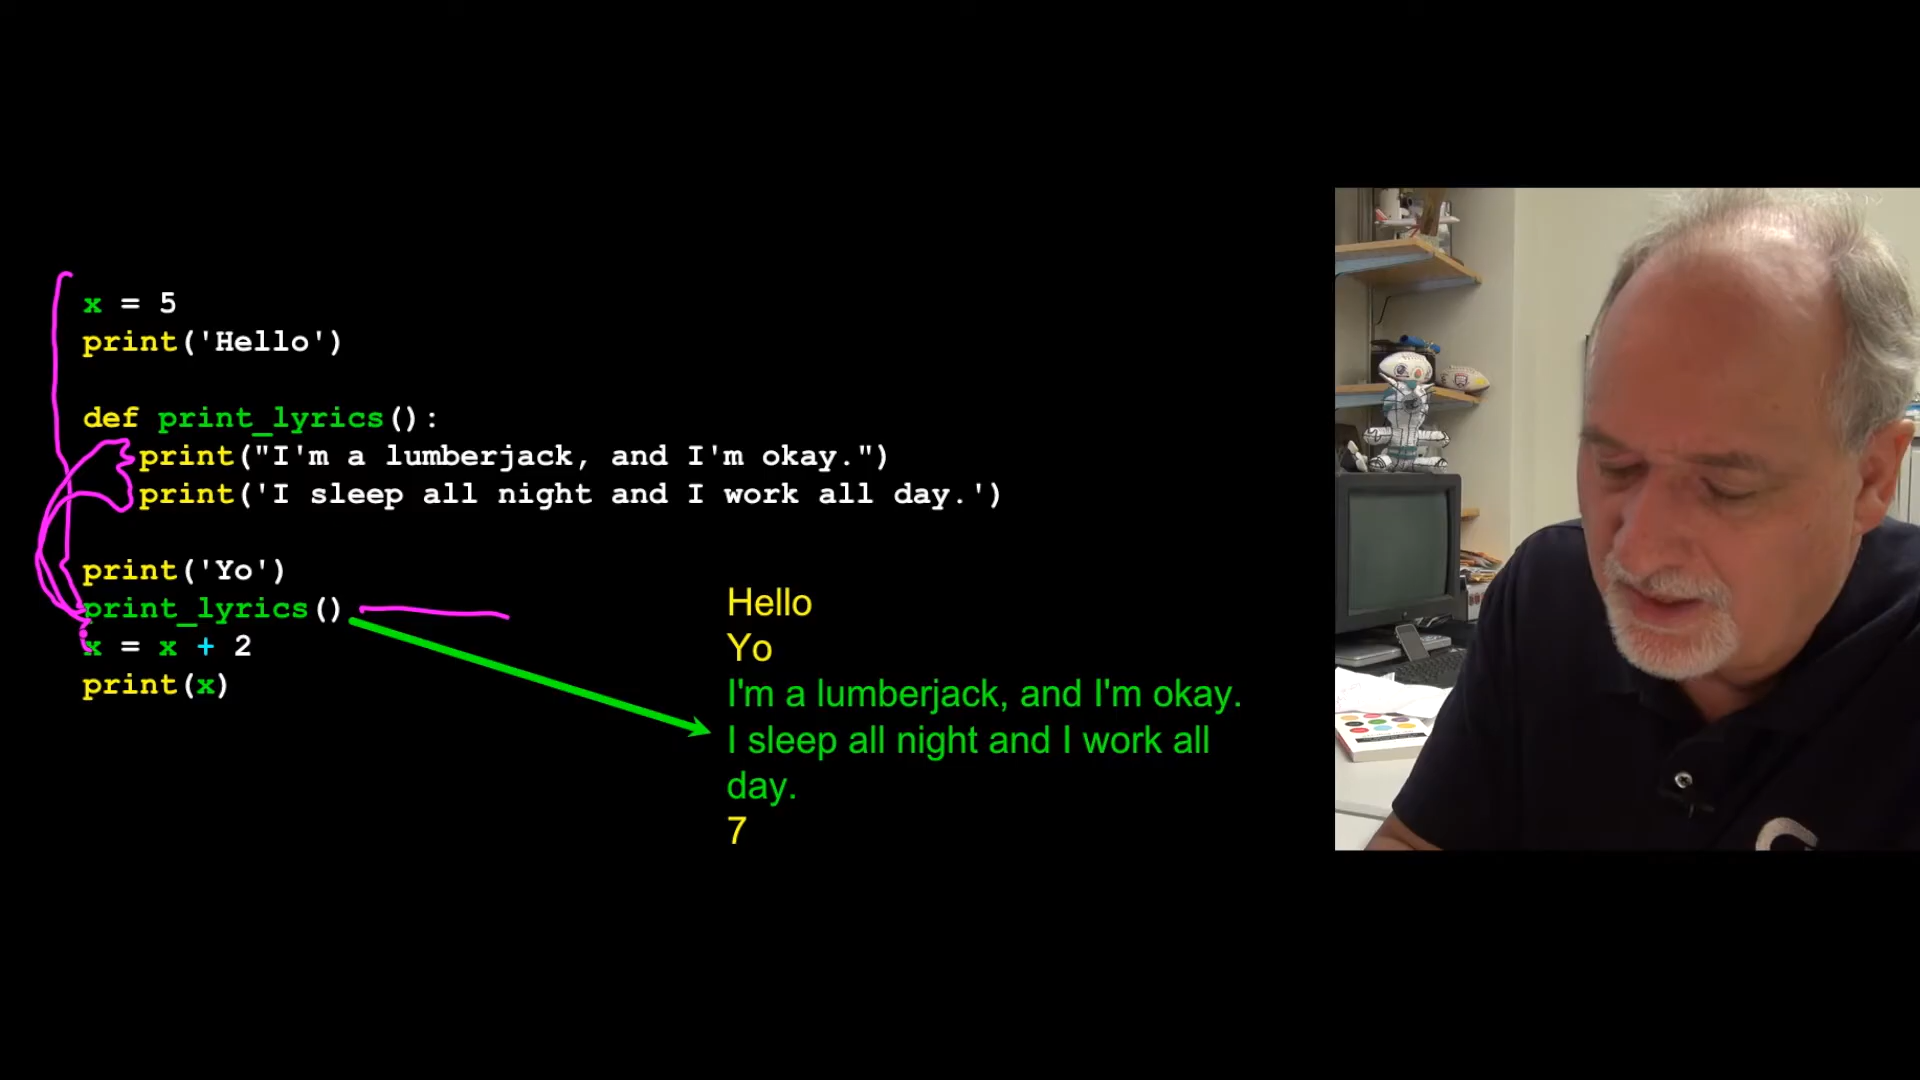 x = 5
print('Hello')
def print_lyrics():
print("I'm a lumberjack, and I'm okay.")
print('I sleep all night and I work all day.')
print('Yo')
print_lyrics()
x = x + 2
print(x)
Hello
Yo
I'm a lumberjack, and I'm okay.
I sleep all night and I work all
day.
7